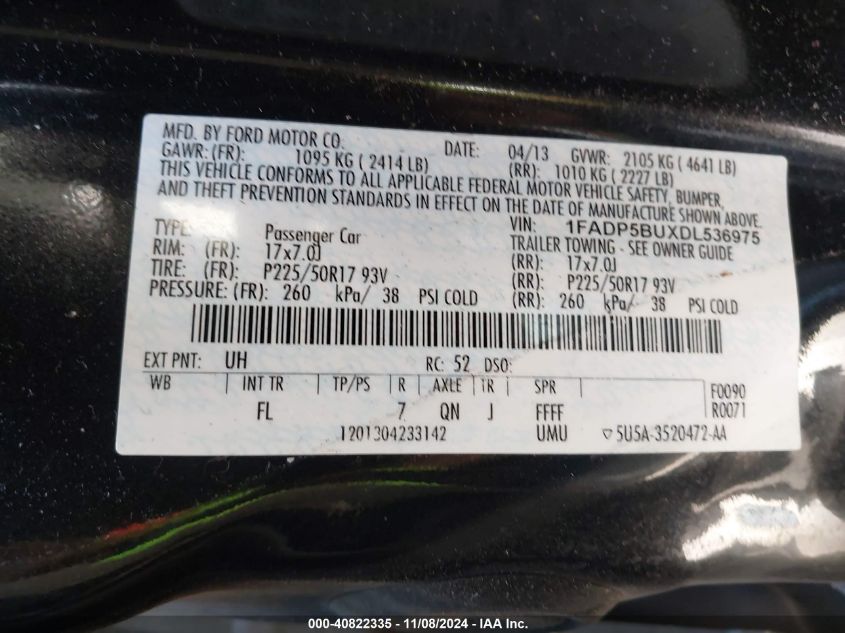 MFD. BY FORD MOTOR CO. DATE: 04/13 GVWR: 2105 KG ( 4641 LB)
GAWR: (FR): 1095 KG ( 2414 LB) (RR): 1010 KG ( 2227 LB)
THIS VEHICLE CONFORMS TO ALL APPLICABLE FEDERAL MOTOR VEHICLE SAFETY, BUMPER,
AND THEFT PREVENTION STANDARDS IN EFFECT ON THE DATE OF MANUFACTURE SHOWN ABOVE.
VIN: 1FADP5BUXDL536975
TYPE: Passenger Car TRAILER TOWING - SEE OWNER GUIDE
RIM: (FR): 17x7.0J (RR): 17x7.0J
TIRE: (FR): P225/50R17 93V (RR): P225/50R17 93V
PRESSURE: (FR): 260 kPa/ 38 PSI COLD (RR): 260 kPa/ 38 PSI COLD
EXT PNT: UH RC: 52 DSO:
WB INT TR TP/PS R AXLE TR SPR F0090
FL 7 QN J FFFF R0071
1201304233142 UMU ▽5U5A-3520472-AA
000-40822335 - 11/08/2024 - IAA Inc.